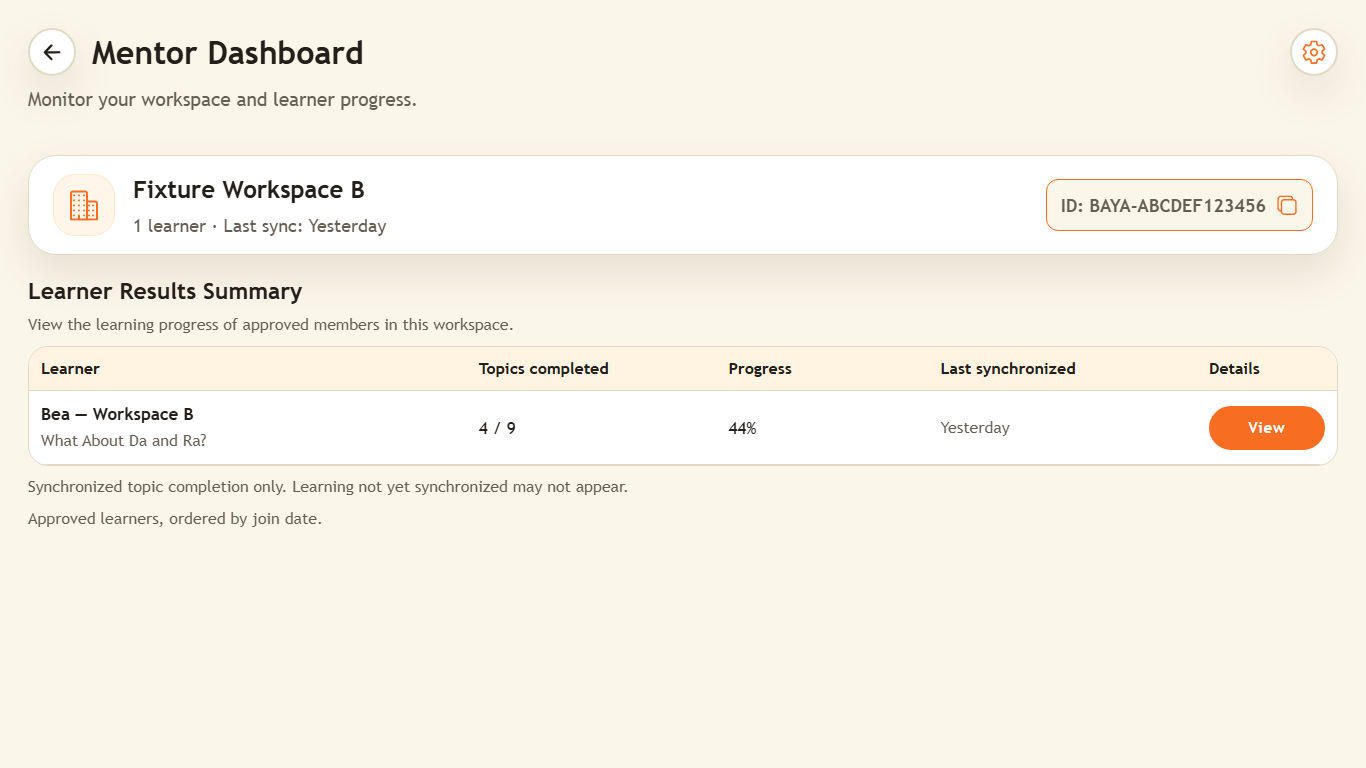 Mentor Dashboard
Monitor your workspace and learner progress.
Fixture Workspace B
1 learner · Last sync: Yesterday
ID: BAYA-ABCDEF123456
Learner Results Summary
View the learning progress of approved members in this workspace.
Learner Topics completed Progress Last synchronized Details
Bea — Workspace B
What About Da and Ra?
4 / 9 44% Yesterday View
Synchronized topic completion only. Learning not yet synchronized may not appear.
Approved learners, ordered by join date.